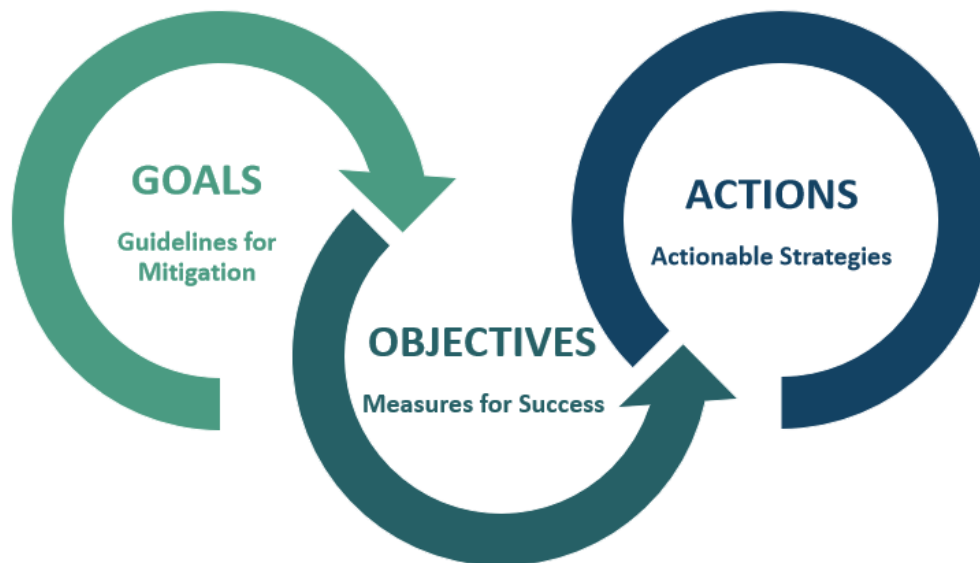 GOALS
Guidelines for
Mitigation
OBJECTIVES
Measures for Success
ACTIONS
Actionable Strategies